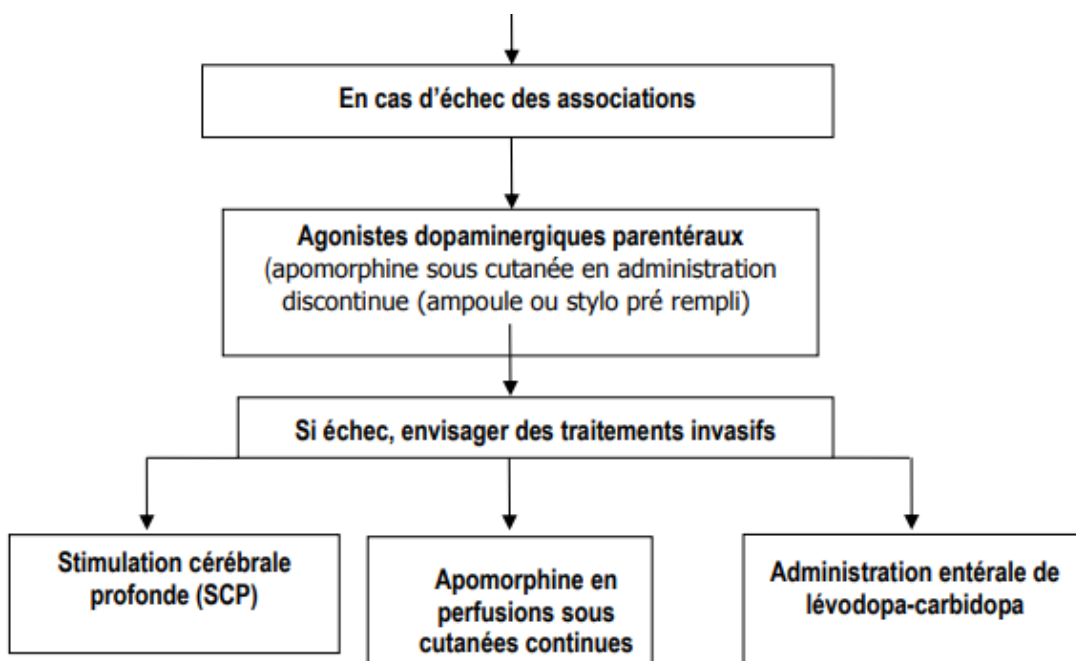 En cas d'échec des associations
Agonistes dopaminergiques parentéraux
(apomorphine sous cutanée en administration
discontinue (ampoule ou stylo pré rempli)
Si échec, envisager des traitements invasifs
Stimulation cérébrale
profonde (SCP)
Apomorphine en
perfusions sous
cutanées continues
Administration entérale de
lévodopa-carbidopa